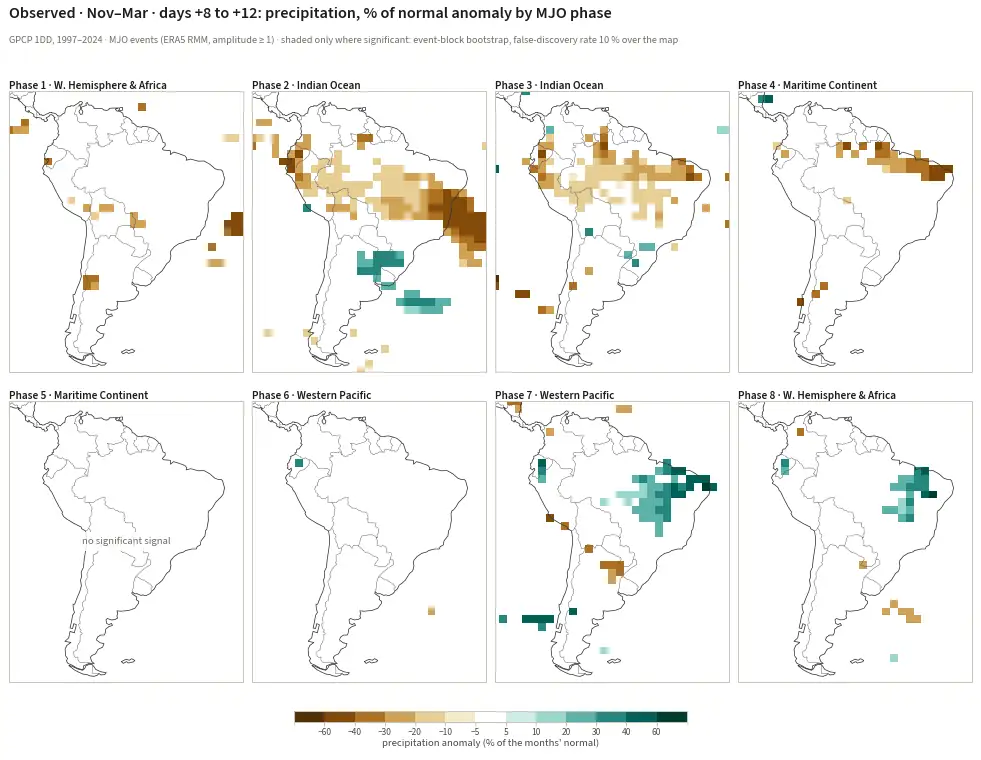 Observed · Nov–Mar · days +8 to +12: precipitation, % of normal anomaly by MJO phase
GPCP 1DD, 1997–2024 · MJO events (ERA5 RMM, amplitude ≥ 1) · shaded only where significant: event-block bootstrap, false-discovery rate 10 % over the map
Phase 1 · W. Hemisphere & Africa
Phase 2 · Indian Ocean
Phase 3 · Indian Ocean
Phase 4 · Maritime Continent
Phase 5 · Maritime Continent
Phase 6 · Western Pacific
Phase 7 · Western Pacific
Phase 8 · W. Hemisphere & Africa
no significant signal
−60 −40 −30 −20 −10 −5 5 10 20 30 40 60
precipitation anomaly (% of the months' normal)